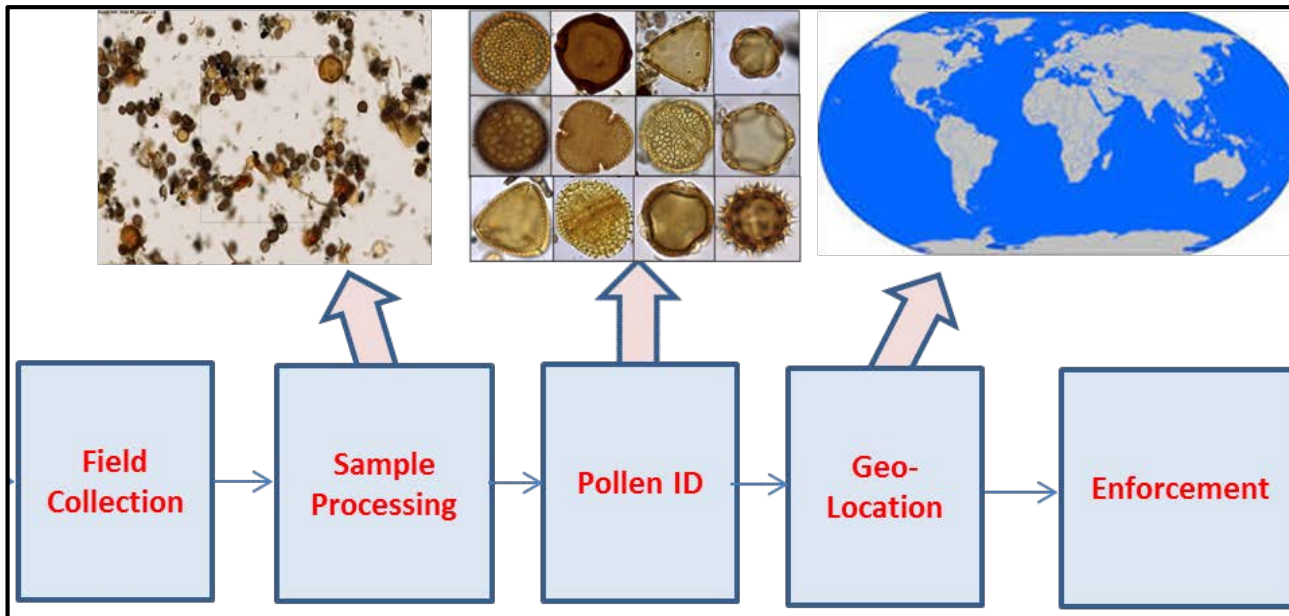 Field
Collection
Sample
Processing
Pollen ID
Geo-
Location
Enforcement